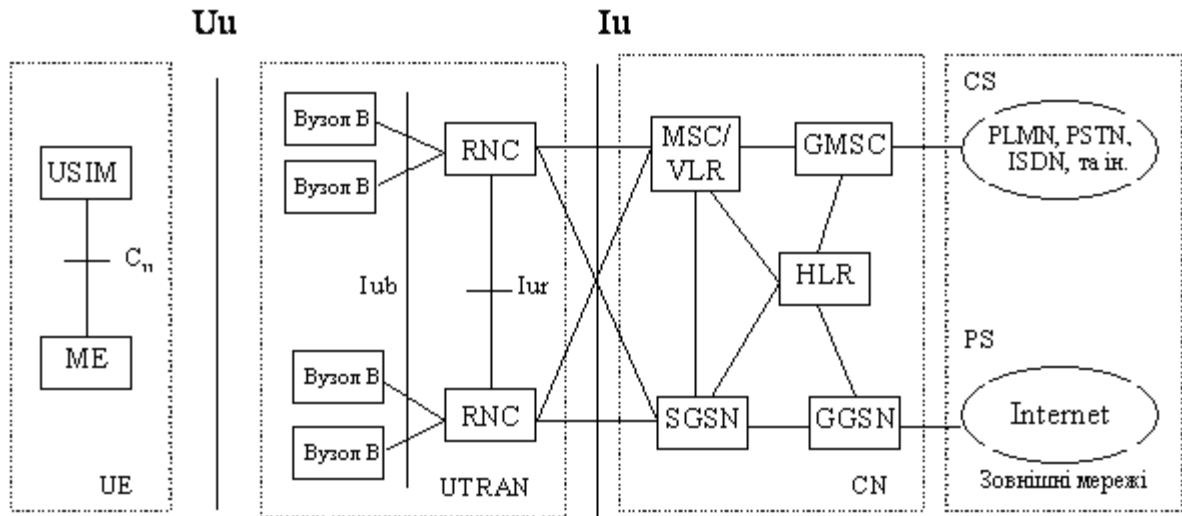 Uu
Iu
USIM
Cu
ME
UE
Вузол В
Вузол В
RNC
Iub
Iur
Вузол В
Вузол В
RNC
UTRAN
MSC/
VLR
GMSC
HLR
SGSN
GGSN
CN
CS
PLMN, PSTN,
ISDN, та ін.
PS
Internet
Зовнішні мережі